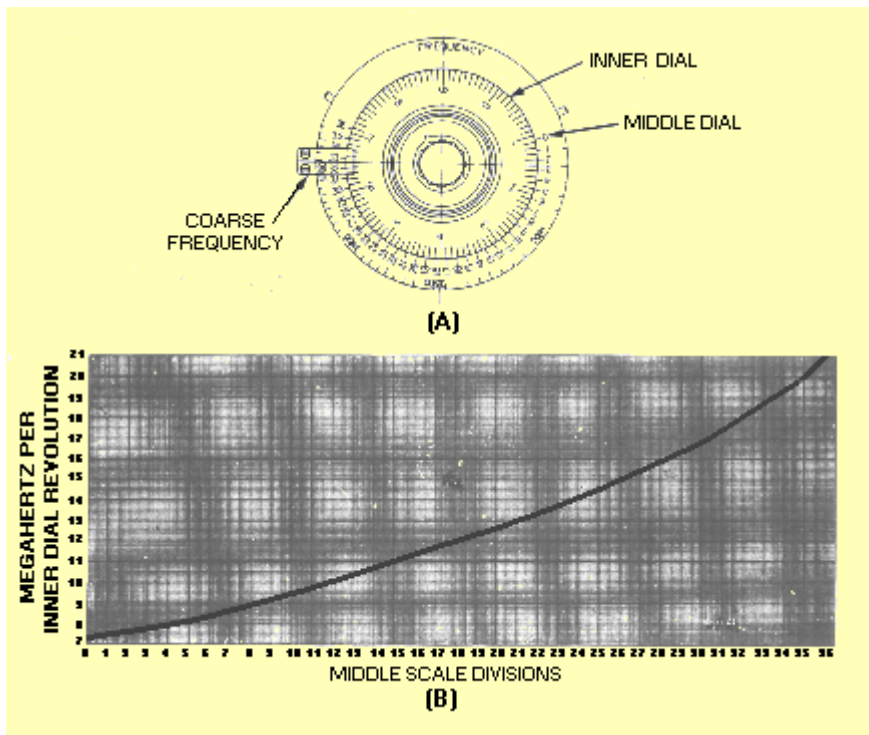 FREQUENCY
INNER DIAL
MIDDLE DIAL
COARSE
FREQUENCY
(A)
MEGAHERTZ PER
INNER DIAL REVOLUTION
21
20
19
18
17
16
15
14
13
12
11
10
9
8
7
0 1 2 3 4 5 6 7 8 9 10 11 12 13 14 15 16 17 18 19 20 21 22 23 24 25 26 27 28 29 30 31 32 33 34 35 36
MIDDLE SCALE DIVISIONS
(B)